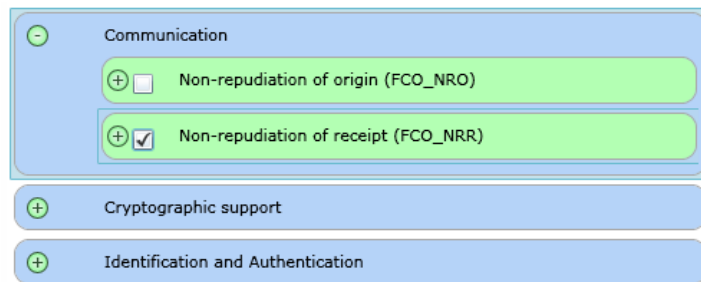 Communication
Non-repudiation of origin (FCO_NRO)
Non-repudiation of receipt (FCO_NRR)
Cryptographic support
Identification and Authentication